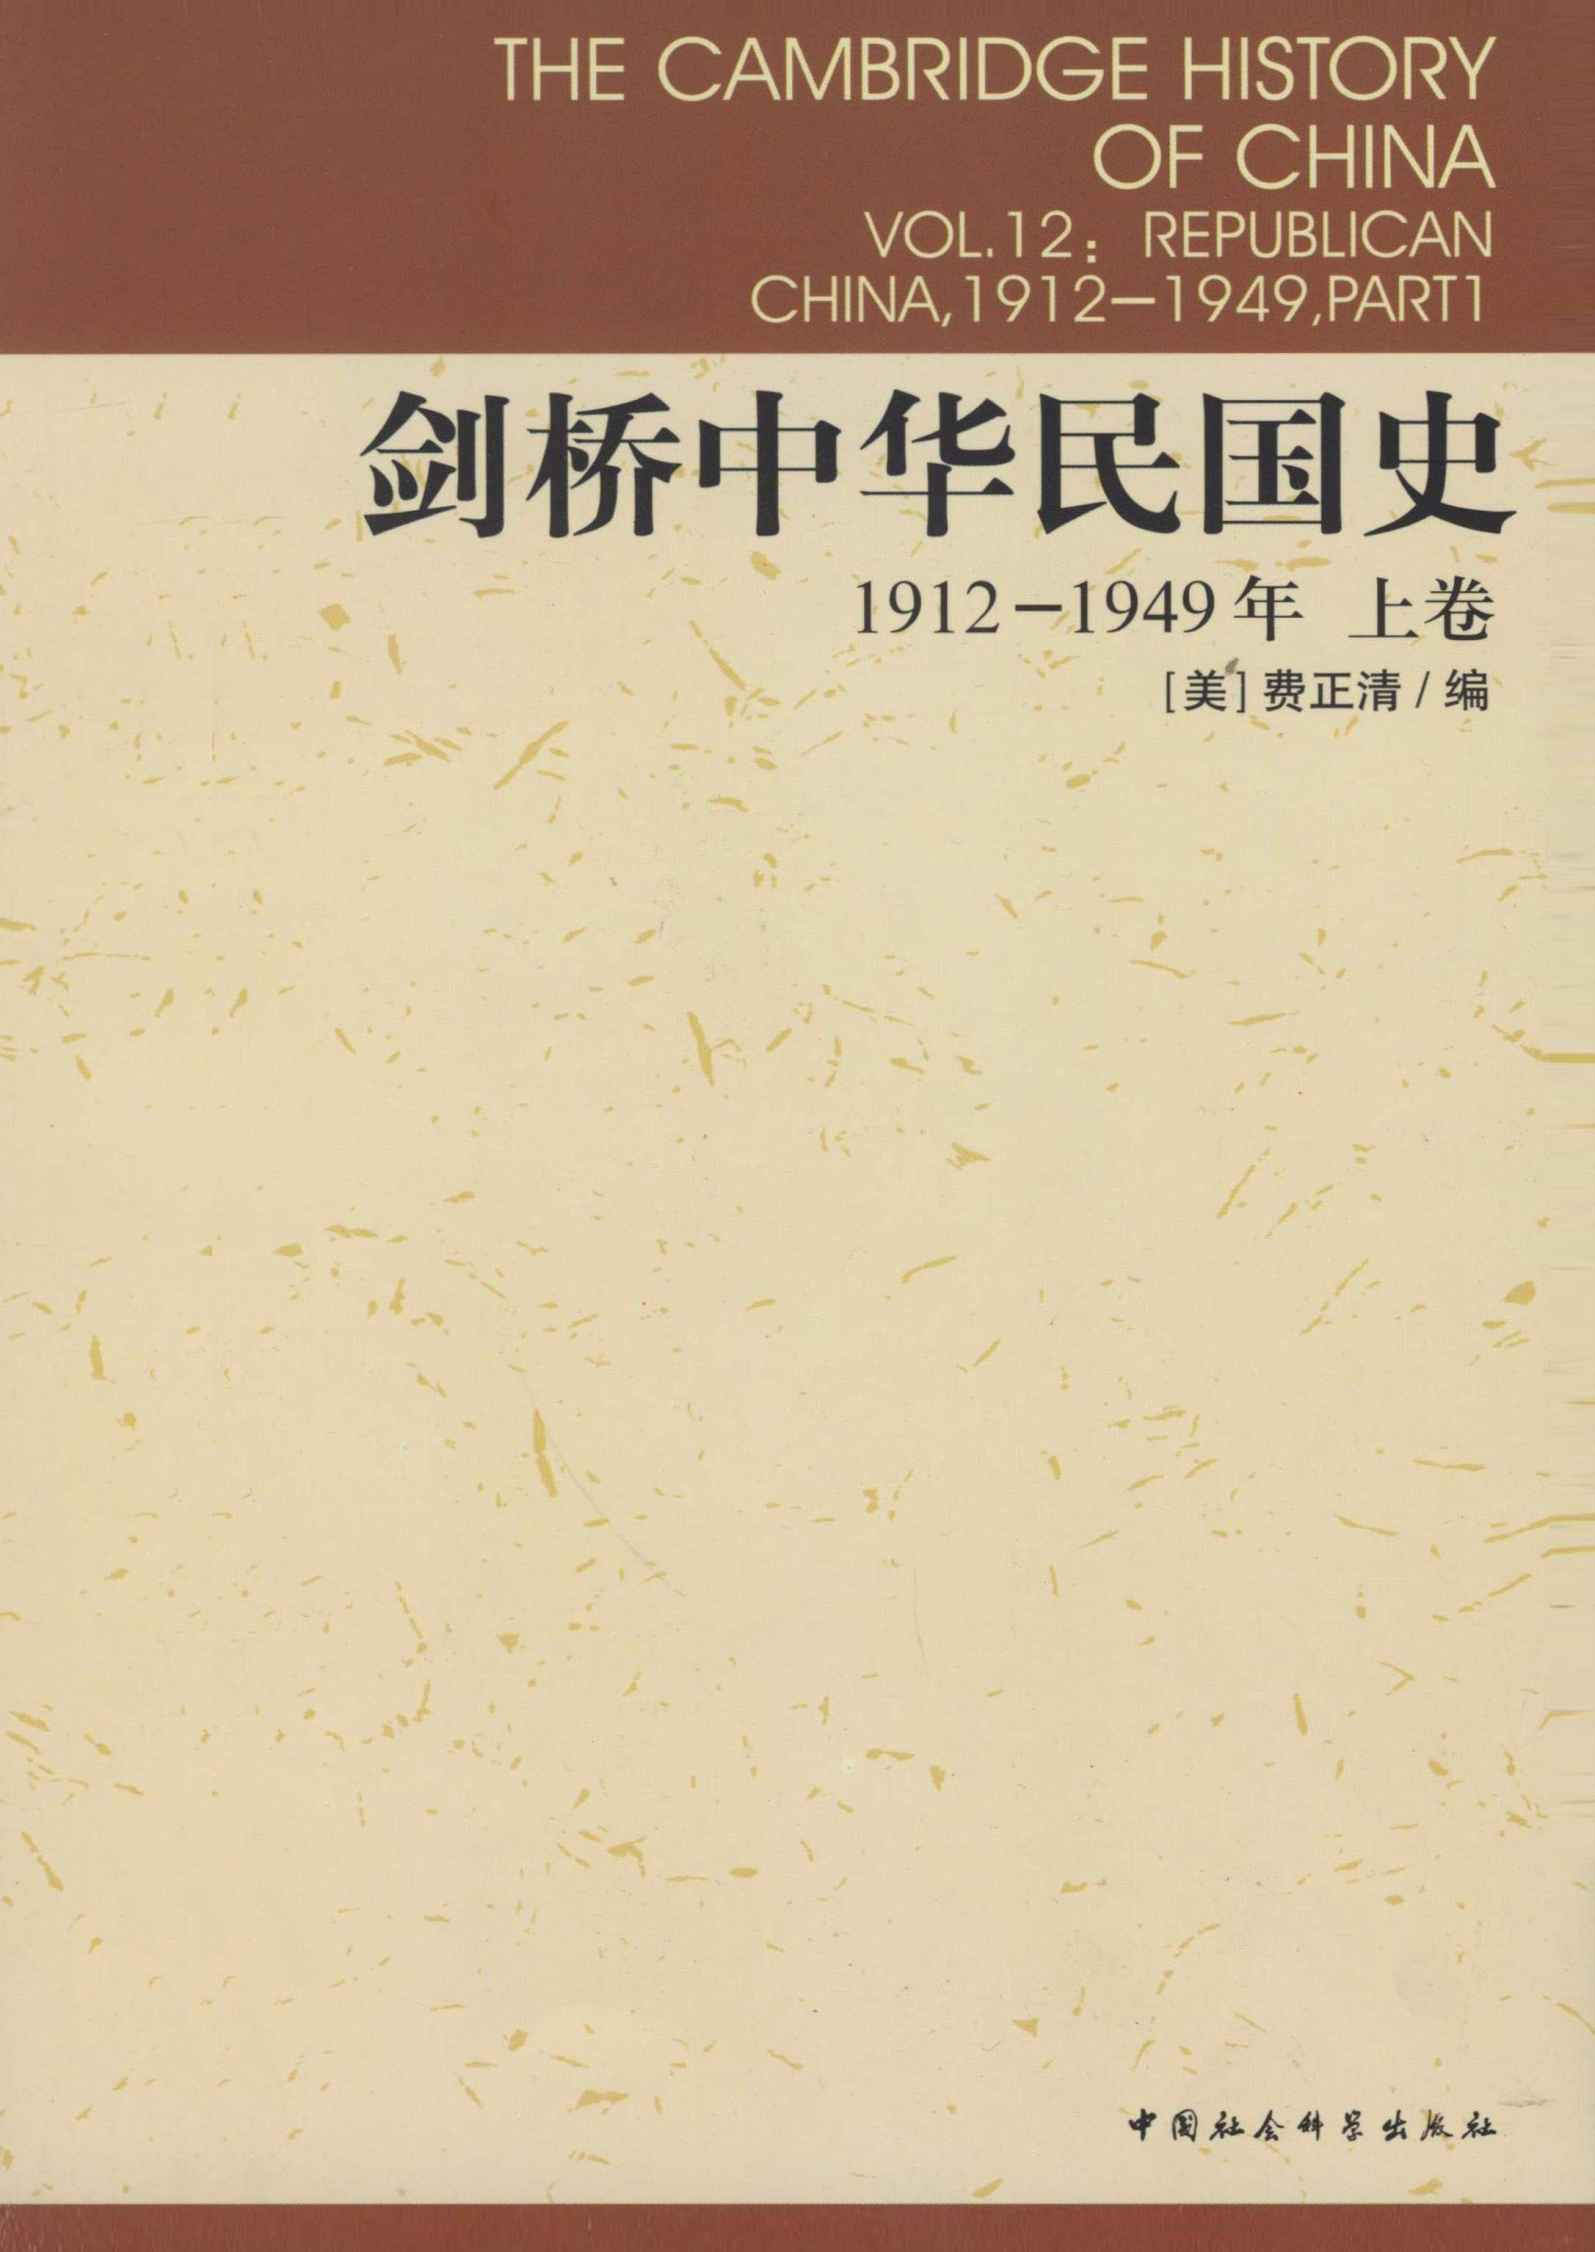 THE CAMBRIDGE HISTORY
OF CHINA
VOL.12：REPUBLICAN
CHINA,1912—1949,PART1
剑桥中华民国史
1912－1949年 上卷
[美]费正清/编
中国社会科学出版社